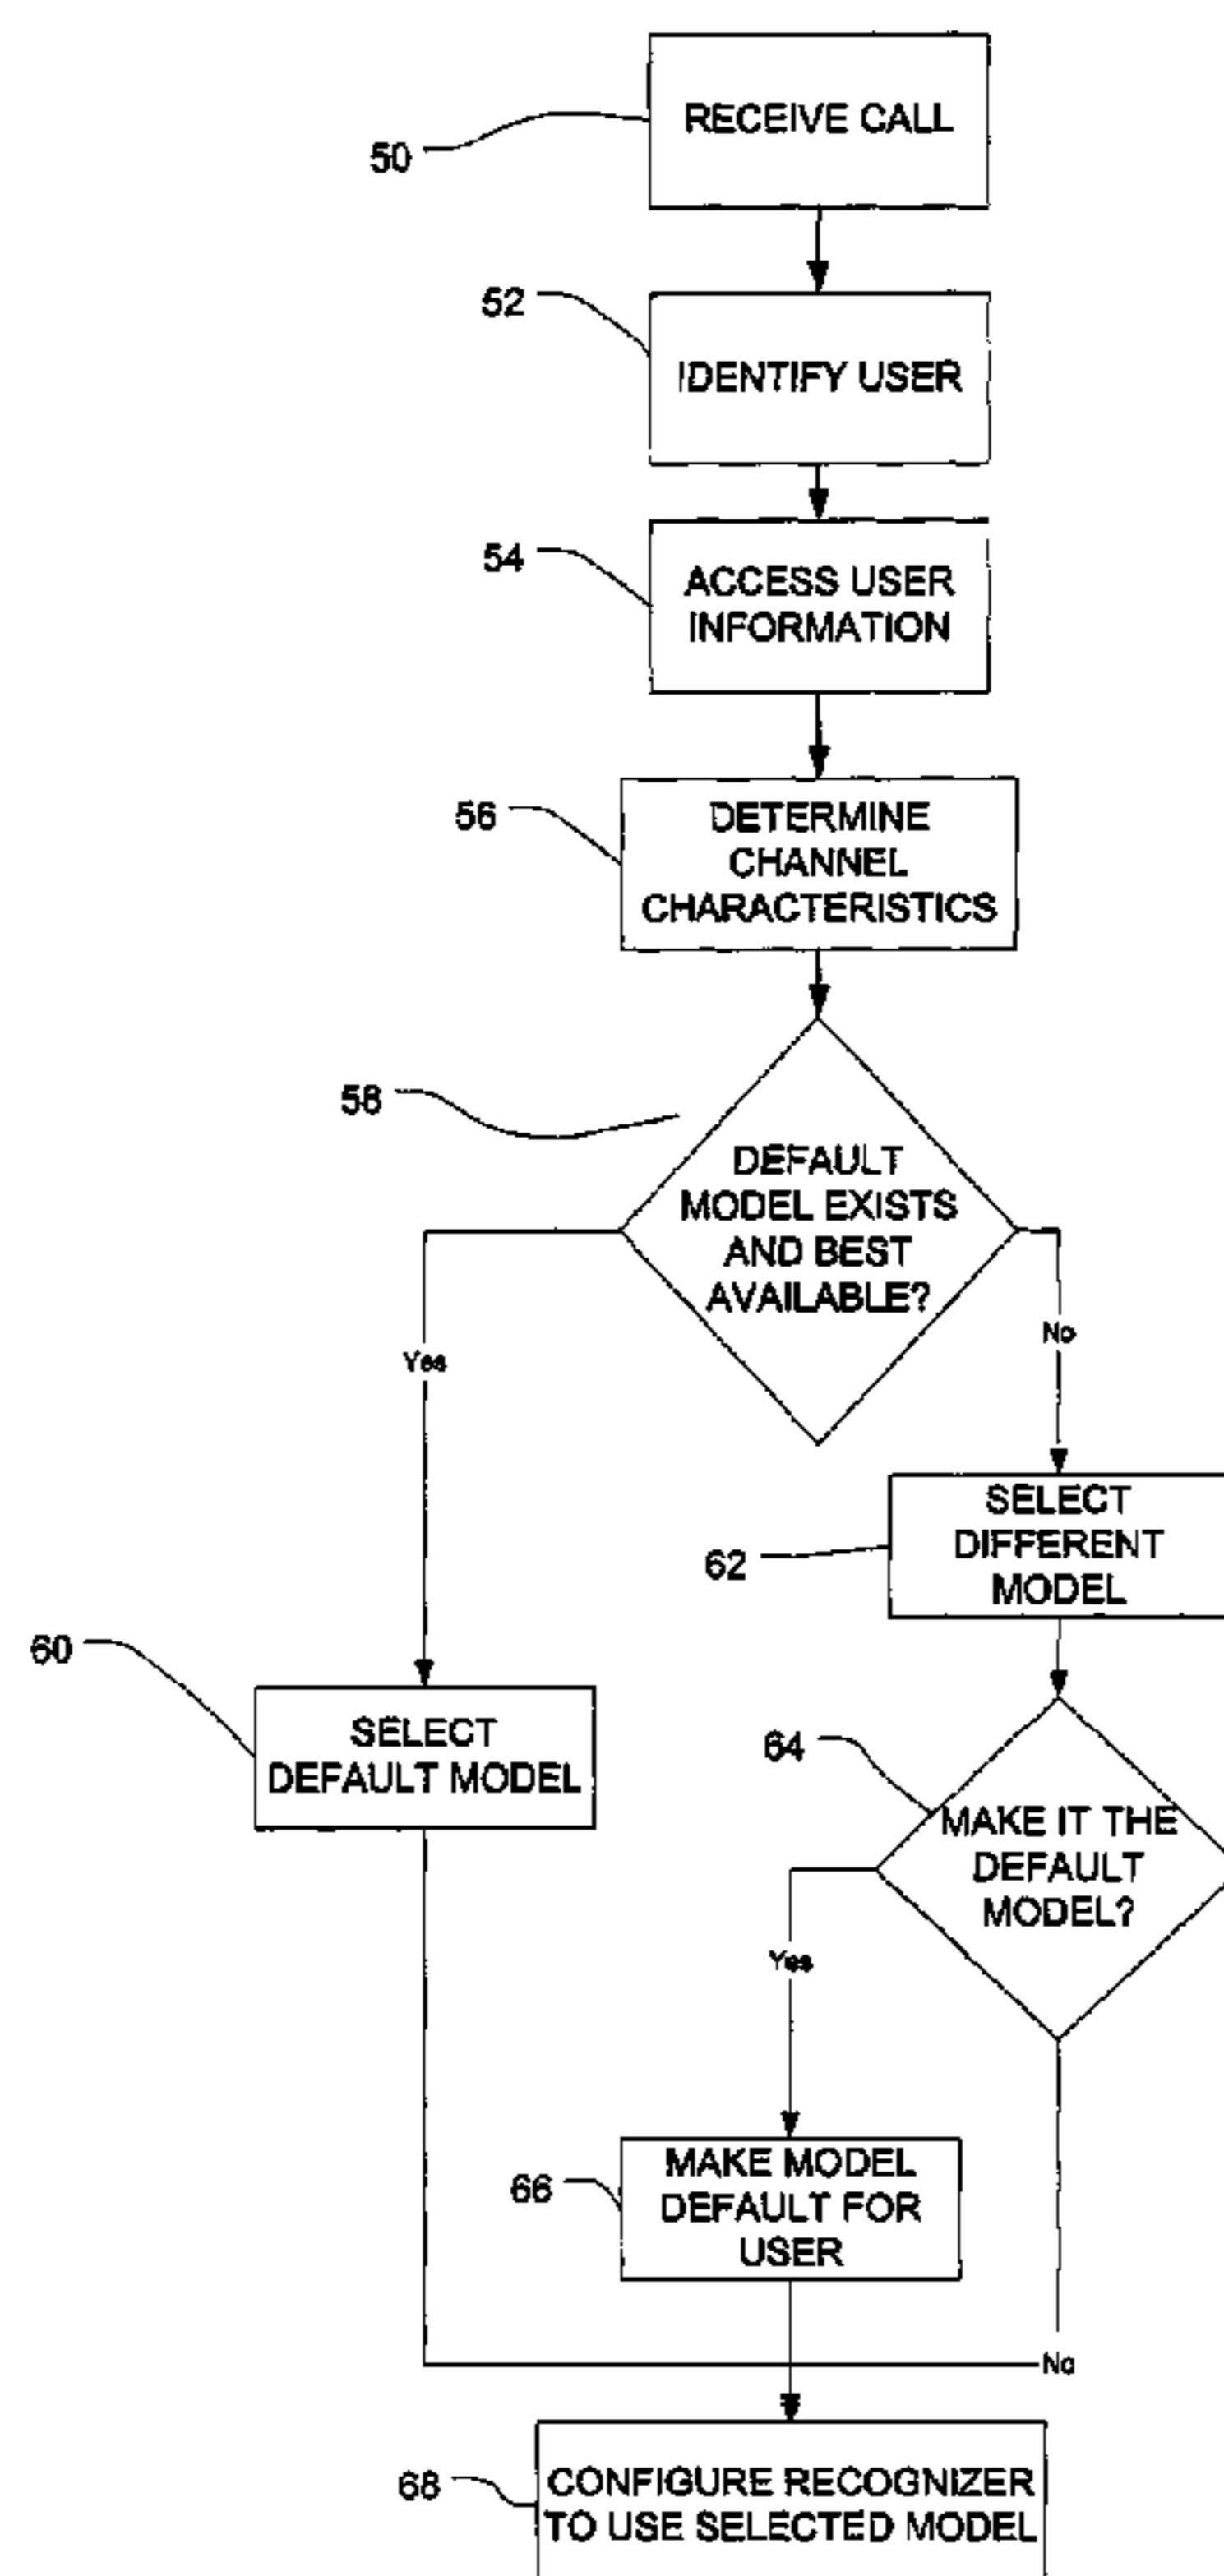 RECEIVE CALL
50
52
IDENTIFY USER
54
ACCESS USER
INFORMATION
56
DETERMINE
CHANNEL
CHARACTERISTICS
58
DEFAULT
MODEL EXISTS
AND BEST
AVAILABLE?
No
Yes
SELECT
DIFFERENT
MODEL
62
60
SELECT
DEFAULT MODEL
64
MAKE IT THE
DEFAULT
MODEL?
Yes
MAKE MODEL
DEFAULT FOR
USER
66
No
68
CONFIGURE RECOGNIZER
TO USE SELECTED MODEL